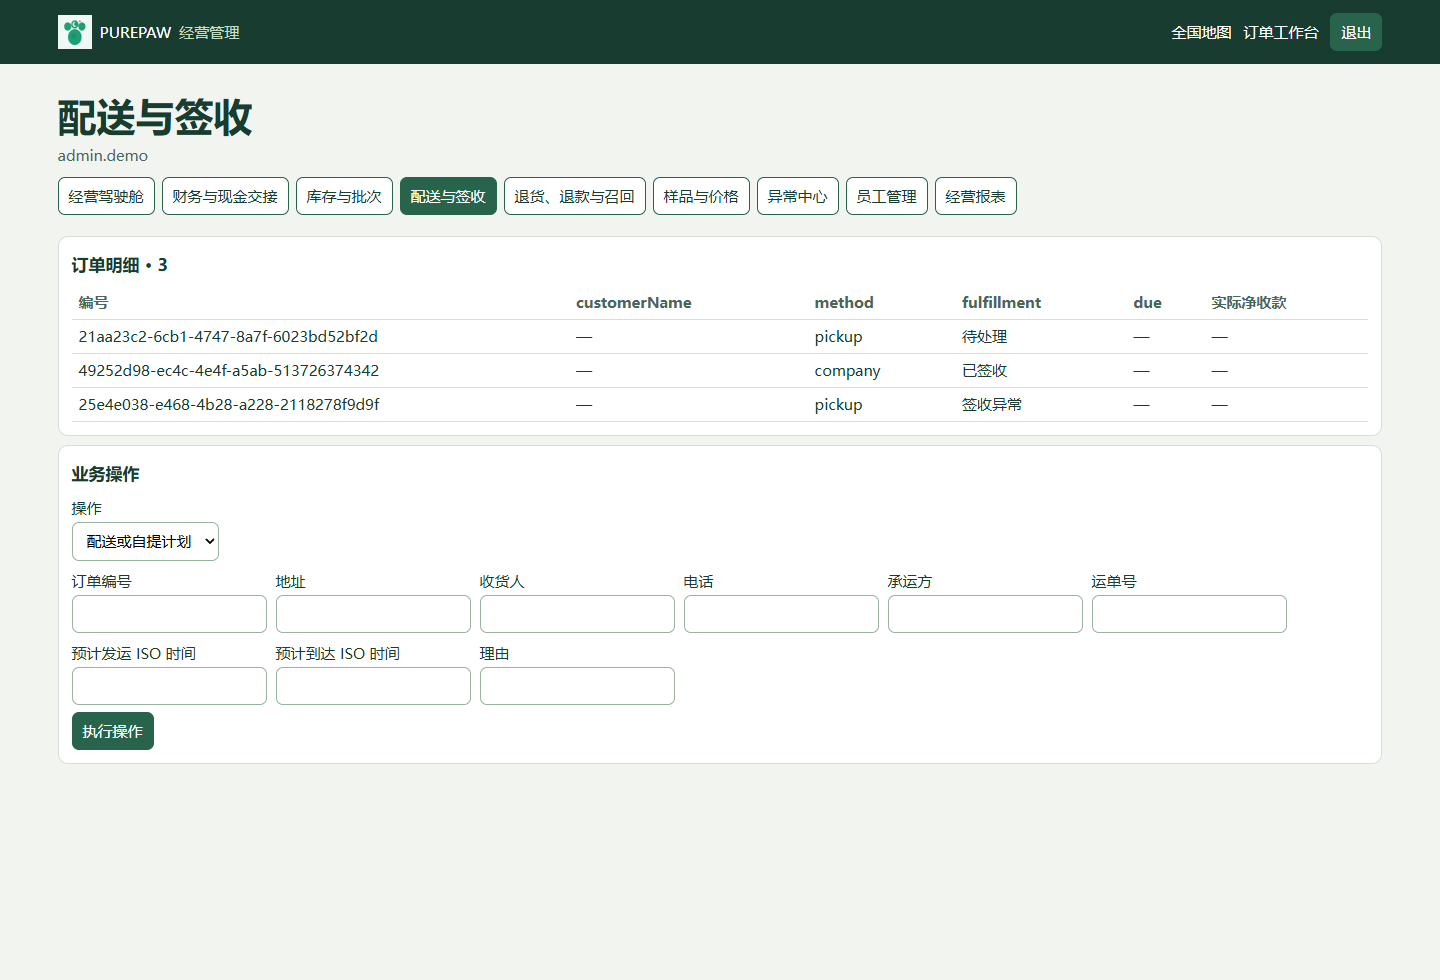 PUREPAW 经营管理
全国地图 订单工作台 退出
配送与签收
admin.demo
经营驾驶舱 财务与现金交接 库存与批次 配送与签收 退货、退款与召回 样品与价格 异常中心 员工管理 经营报表
订单明细 • 3
编号 customerName method fulfillment due 实际净收款
21aa23c2-6cb1-4747-8a7f-6023bd52bf2d — pickup 待处理 — —
49252d98-ec4c-4e4f-a5ab-513726374342 — company 已签收 — —
25e4e038-e468-4b28-a228-2118278f9d9f — pickup 签收异常 — —
业务操作
操作
配送或自提计划
订单编号 地址 收货人 电话 承运方 运单号
预计发运 ISO 时间 预计到达 ISO 时间 理由
执行操作